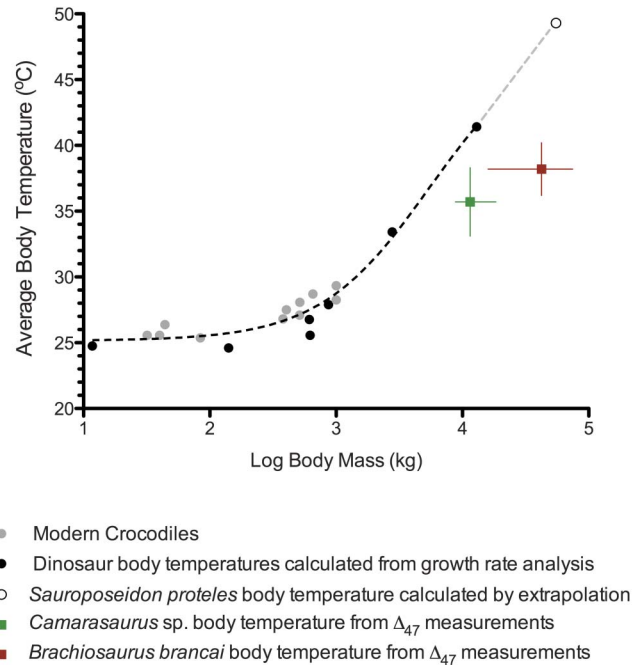 50
45
40
35
30
25
20
Average Body Temperature (ºC)
1 2 3 4 5
Log Body Mass (kg)
Modern Crocodiles
Dinosaur body temperatures calculated from growth rate analysis
Sauroposeidon proteles body temperature calculated by extrapolation
Camarasaurus sp. body temperature from Δ47 measurements
Brachiosaurus brancai body temperature from Δ47 measurements